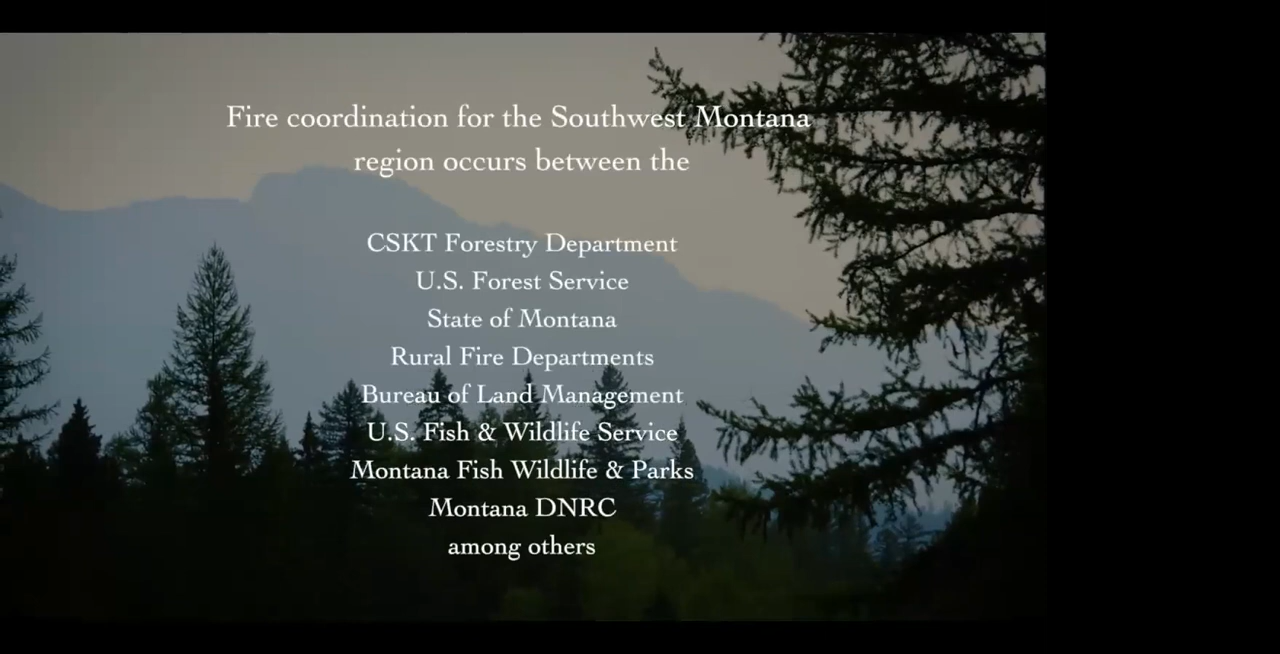 Fire coordination for the Southwest Montana
region occurs between the
CSKT Forestry Department
U.S. Forest Service
State of Montana
Rural Fire Departments
Bureau of Land Management
U.S. Fish & Wildlife Service
Montana Fish Wildlife & Parks
Montana DNRC
among others